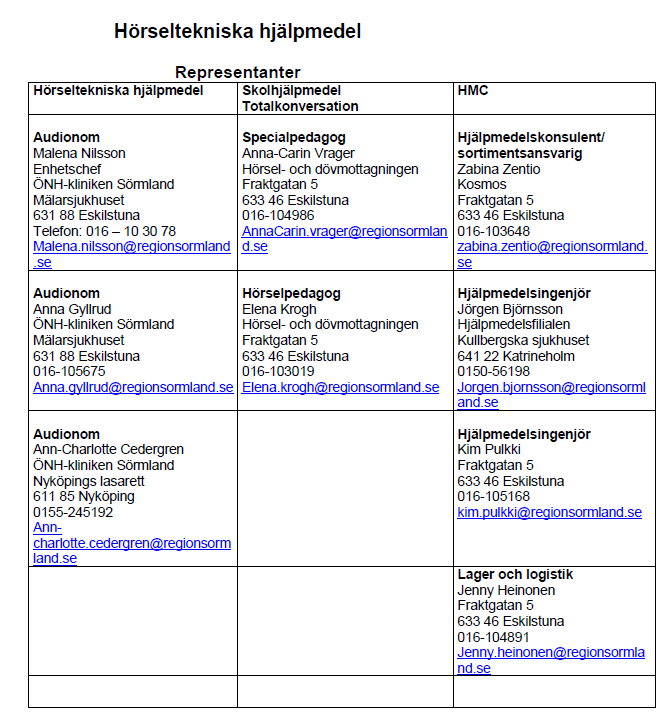 Hörseltekniska hjälpmedel
Representanter
Hörseltekniska hjälpmedel
Skolhjälpmedel
Totalkonversation
HMC
Audionom
Malena Nilsson
Enhetschef
ÖNH-kliniken Sörmland
Mälarsjukhuset
631 88 Eskilstuna
Telefon: 016 – 10 30 78
Malena.nilsson@regionsormland
.se
Specialpedagog
Anna-Carin Vrager
Hörsel- och dövmottagningen
Fraktgatan 5
633 46 Eskilstuna
016-104986
AnnaCarin.vrager@regionsormlan
d.se
Hjälpmedelskonsulent/
sortimentsansvarig
Zabina Zentio
Kosmos
Fraktgatan 5
633 46 Eskilstuna
016-103648
zabina.zentio@regionsormland.
se
Audionom
Anna Gyllrud
ÖNH-kliniken Sörmland
Mälarsjukhuset
631 88 Eskilstuna
016-105675
Anna.gyllrud@regionsormland.se
Hörselpedagog
Elena Krogh
Hörsel- och dövmottagningen
Fraktgatan 5
633 46 Eskilstuna
016-103019
Elena.krogh@regionsormland.se
Hjälpmedelsingenjör
Jörgen Björnsson
Hjälpmedelsfilialen
Kullbergska sjukhuset
641 22 Katrineholm
0150-56198
Jorgen.bjornsson@regionsorml
and.se
Audionom
Ann-Charlotte Cedergren
ÖNH-kliniken Sörmland
Nyköpings lasarett
611 85 Nyköping
0155-245192
Ann-
charlotte.cedergren@regionsorm
land.se
Hjälpmedelsingenjör
Kim Pulkki
Fraktgatan 5
633 46 Eskilstuna
016-105168
kim.pulkki@regionsormland.se
Lager och logistik
Jenny Heinonen
Fraktgatan 5
633 46 Eskilstuna
016-104891
Jenny.heinonen@regionsormla
nd.se